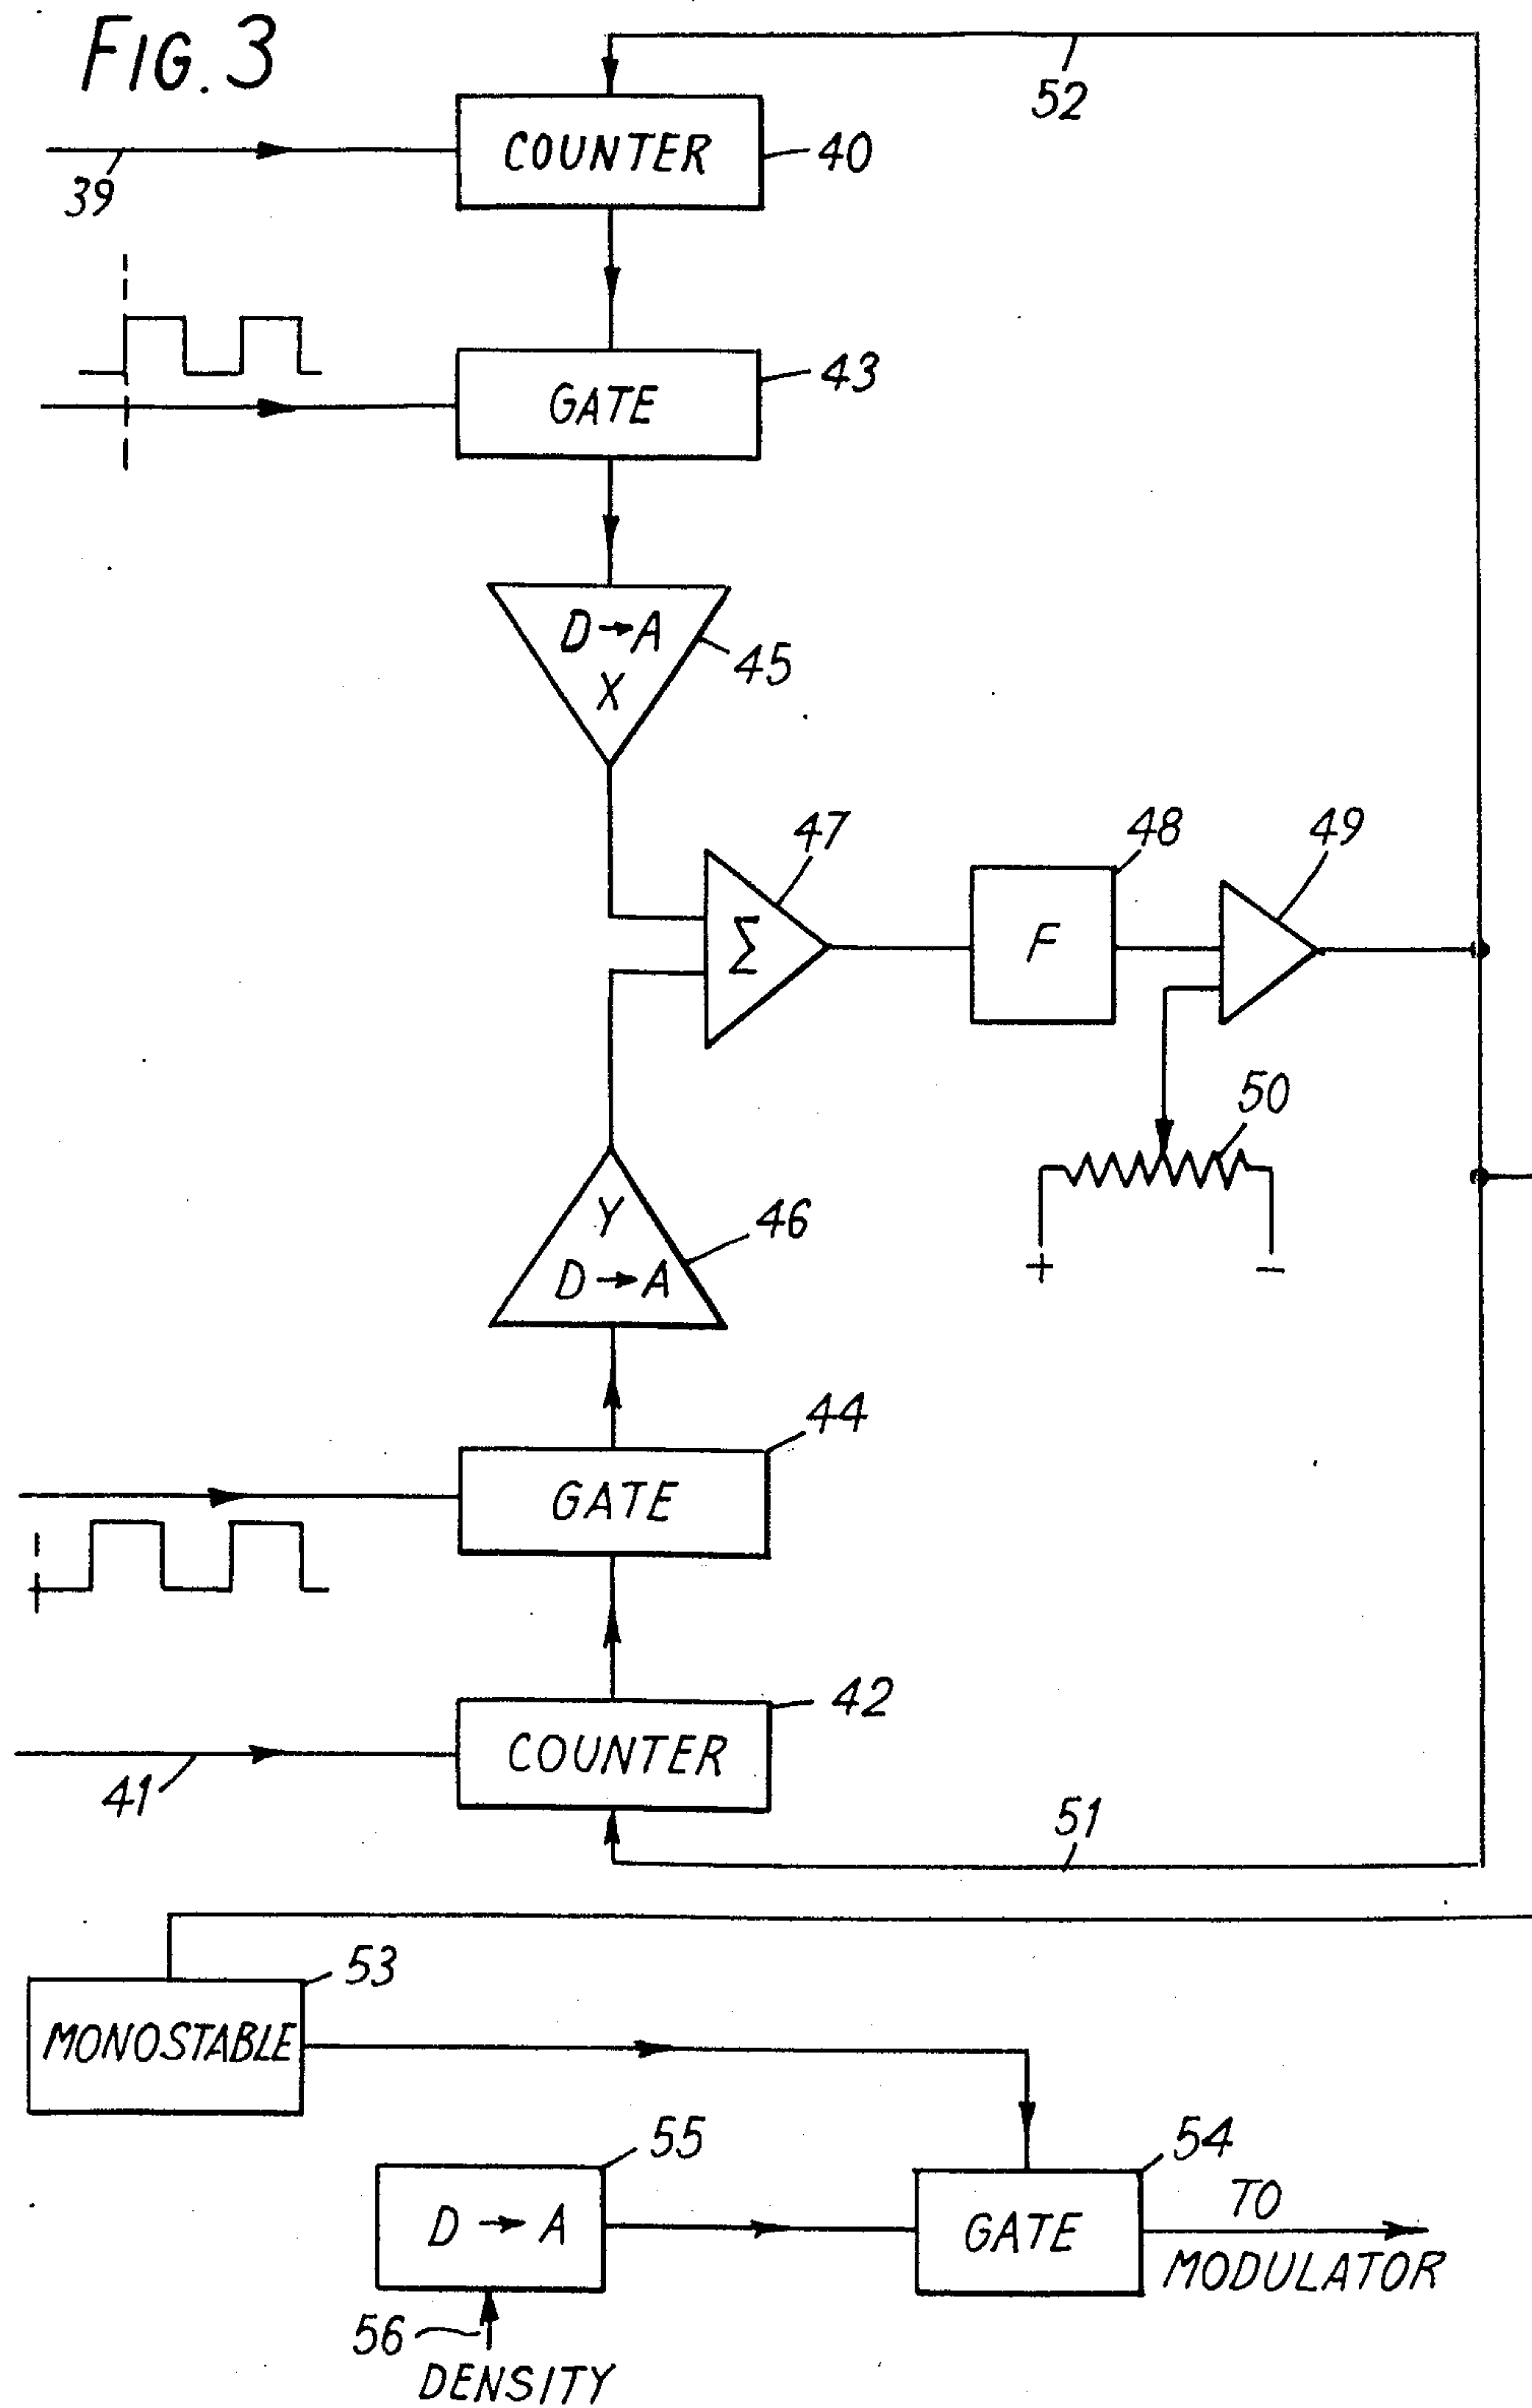 FIG. 3
52
COUNTER
40
39
GATE
43
D→A
X
45
47
48
49
Σ
F
50
+
−
Y
D→A
46
44
GATE
42
COUNTER
41
51
53
MONOSTABLE
55
54
D → A
GATE
TO
MODULATOR
56
DENSITY